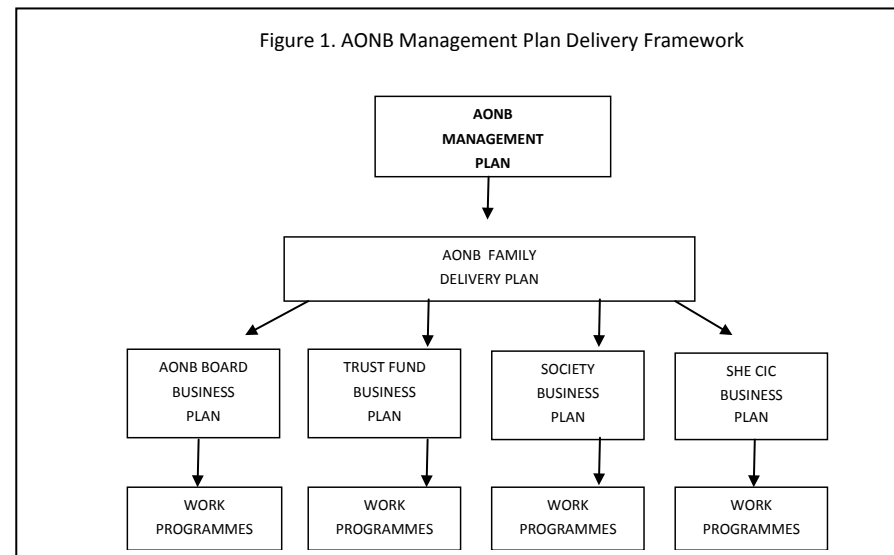 Figure 1. AONB Management Plan Delivery Framework
AONB
MANAGEMENT
PLAN
AONB FAMILY
DELIVERY PLAN
AONB BOARD
BUSINESS
PLAN
TRUST FUND
BUSINESS
PLAN
SOCIETY
BUSINESS
PLAN
SHE CIC
BUSINESS
PLAN
WORK
PROGRAMMES
WORK
PROGRAMMES
WORK
PROGRAMMES
WORK
PROGRAMMES